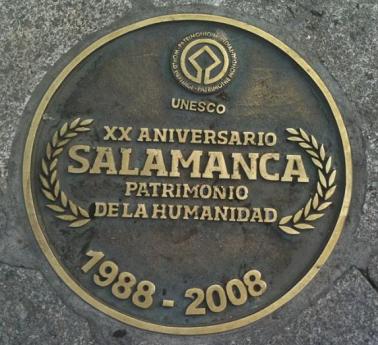 UNESCO
XX ANIVERSARIO
SALAMANCA
PATRIMONIO
DE LA HUMANIDAD
1988 - 2008